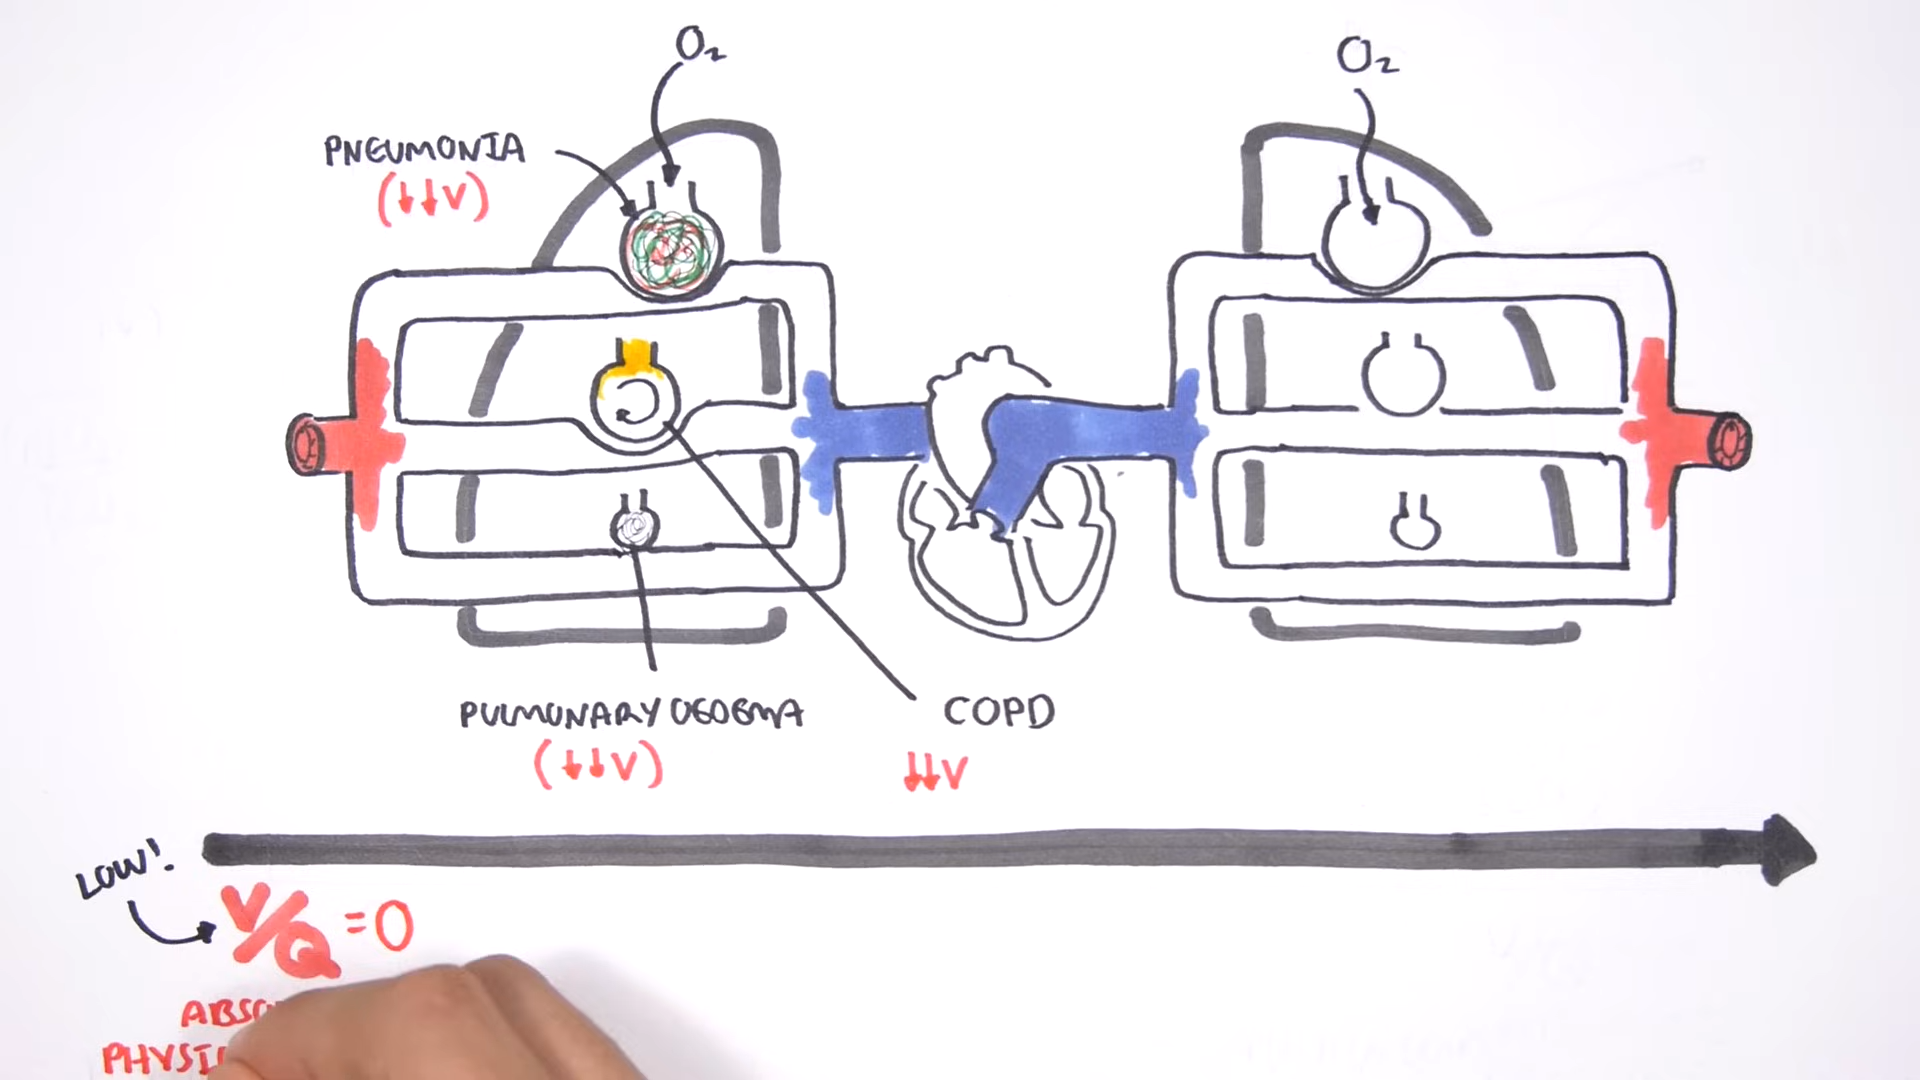 O₂
O₂
PNEUMONIA
(↓↓V)
PULMONARY OEDEMA
(↓↓V)
COPD
↓↓V
LOW!
V/Q = 0